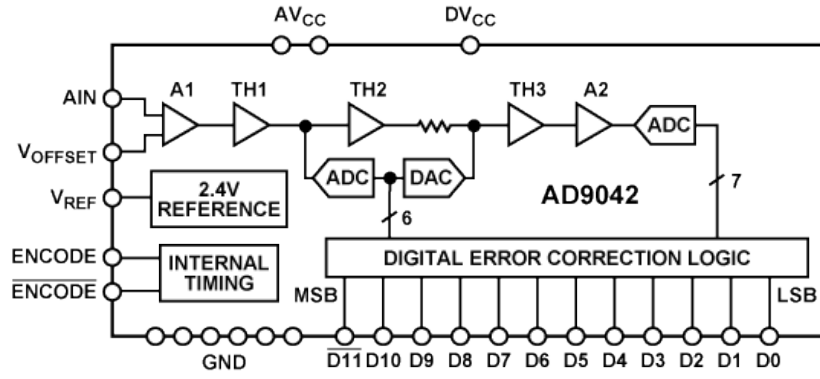 AVCC DVCC
A1 TH1 TH2 TH3 A2
AIN
ADC
VOFFSET
ADC DAC
VREF
2.4V
REFERENCE
AD9042
6
7
ENCODE
ENCODE
INTERNAL
TIMING
DIGITAL ERROR CORRECTION LOGIC
MSB LSB
GND
D11 D10 D9 D8 D7 D6 D5 D4 D3 D2 D1 D0